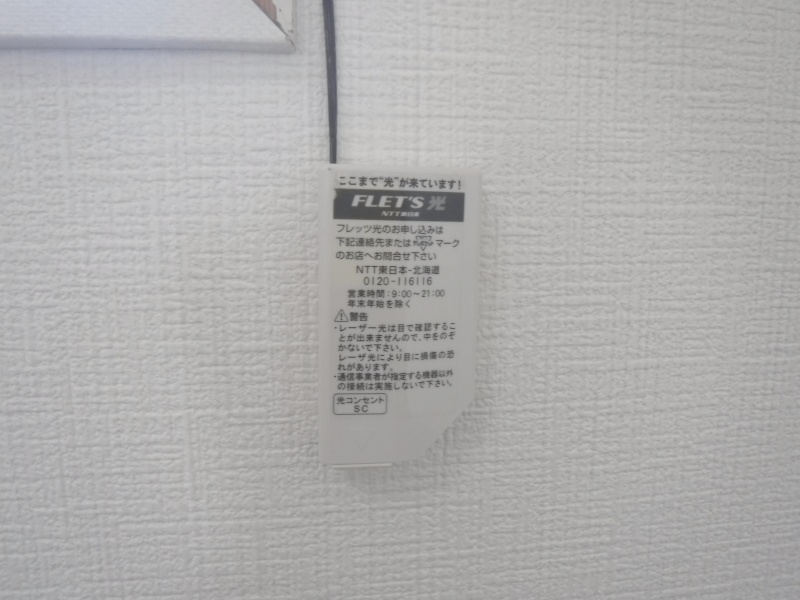 ここまで"光"が来ています!
FLET'S 光
NTT東日本
フレッツ光のお申し込みは
下記連絡先または マーク
のお店へお問合せ下さい
NTT東日本-北海道
0120-116116
営業時間:9:00~21:00
年末年始を除く
警告
・レーザー光は目で確認するこ
とが出来ませんので、中をのぞ
かないで下さい。
レーザ光により目に損傷の恐
れがあります。
・通信事業者が指定する機器以外
の接続は実施しないで下さい。
光コンセント
SC